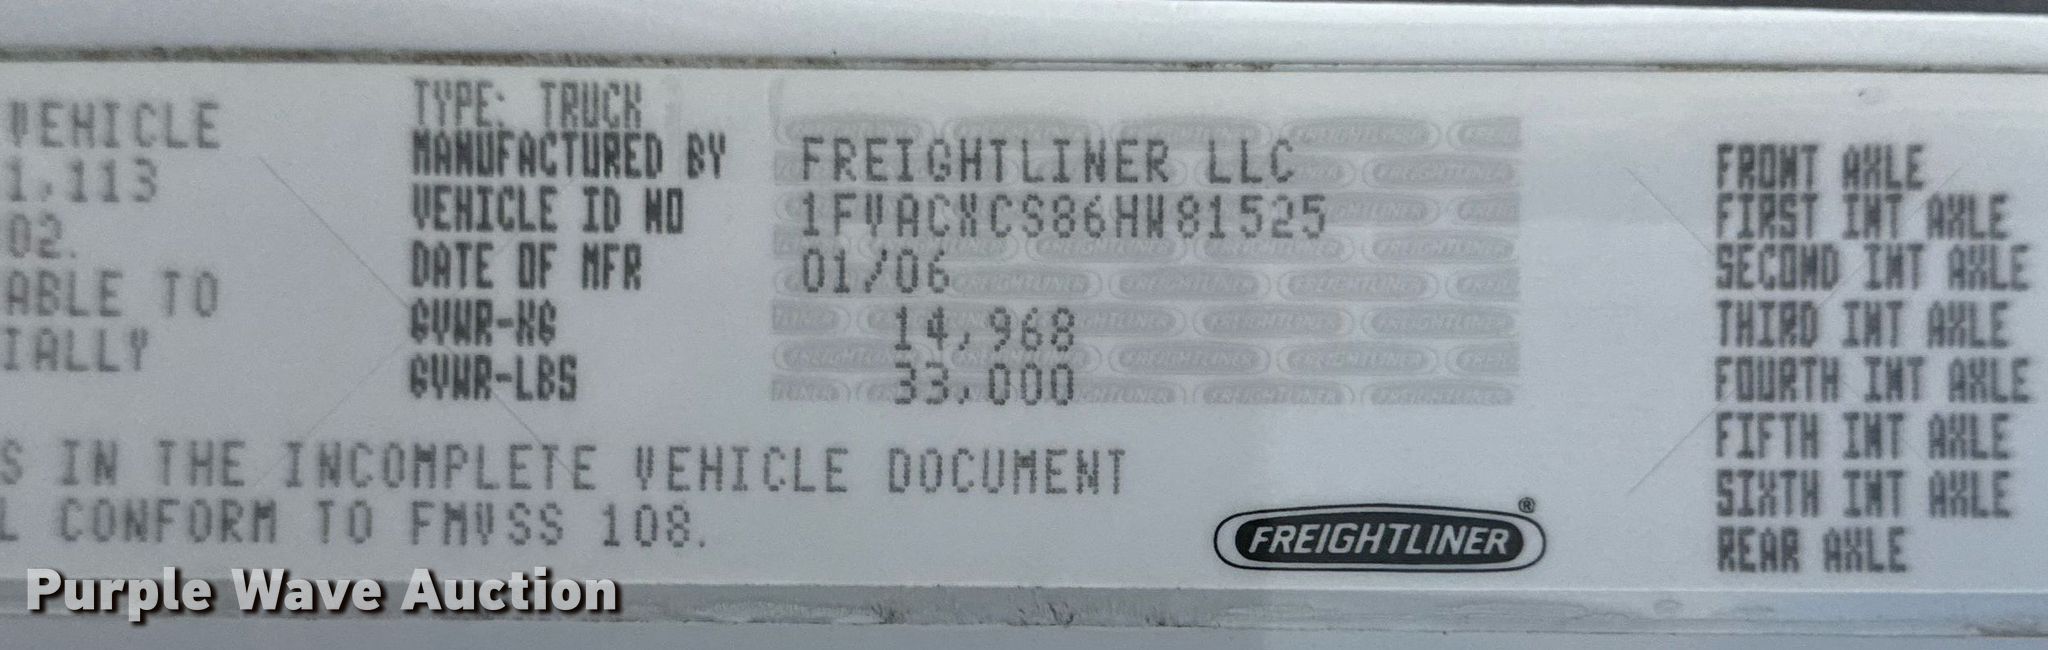 VEHICLE
1,113
02.
ABLE TO
IALLY
TYPE: TRUCK
MANUFACTURED BY FREIGHTLINER LLC
VEHICLE ID NO 1FVACXCS86HW81525
DATE OF MFR 01/06
GVWR-KG 14,968
GVWR-LBS 33,000
S IN THE INCOMPLETE VEHICLE DOCUMENT
L CONFORM TO FMVSS 108.
FREIGHTLINER®
FRONT AXLE
FIRST INT AXLE
SECOND INT AXLE
THIRD INT AXLE
FOURTH INT AXLE
FIFTH INT AXLE
SIXTH INT AXLE
REAR AXLE
Purple Wave Auction